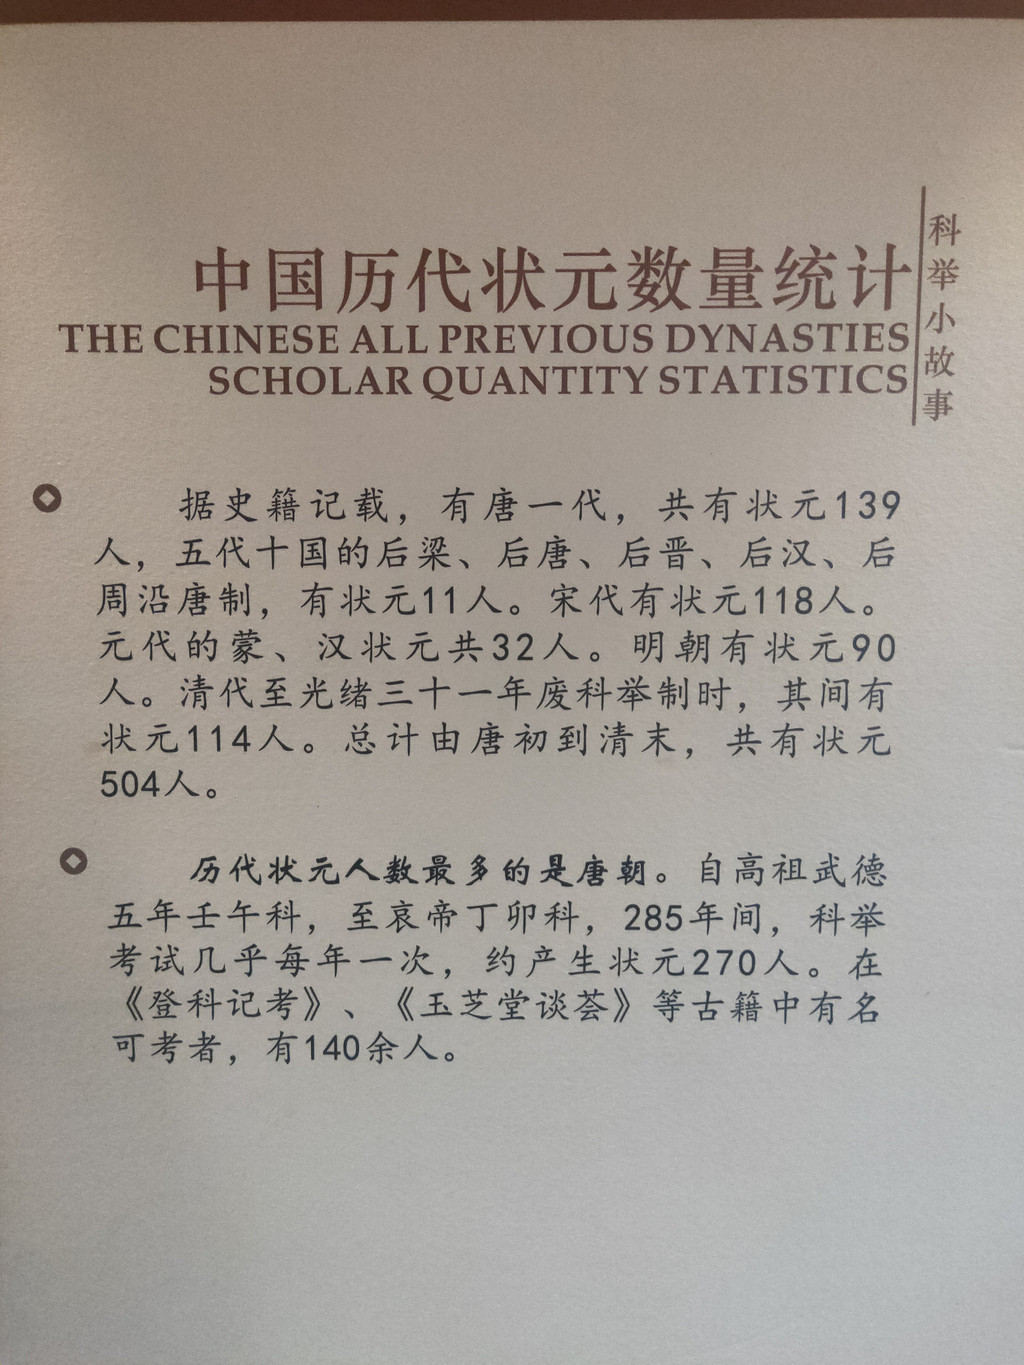 中国历代状元数量统计
THE CHINESE ALL PREVIOUS DYNASTIES
SCHOLAR QUANTITY STATISTICS
科举小故事
据史籍记载，有唐一代，共有状元139
人，五代十国的后梁、后唐、后晋、后汉、后
周沿唐制，有状元11人。宋代有状元118人。
元代的蒙、汉状元共32人。明朝有状元90
人。清代至光绪三十一年废科举制时，其间有
状元114人。总计由唐初到清末，共有状元
504人。
历代状元人数最多的是唐朝。自高祖武德
五年壬午科，至哀帝丁卯科，285年间，科举
考试几乎每年一次，约产生状元270人。在
《登科记考》、《玉芝堂谈荟》等古籍中有名
可考者，有140余人。